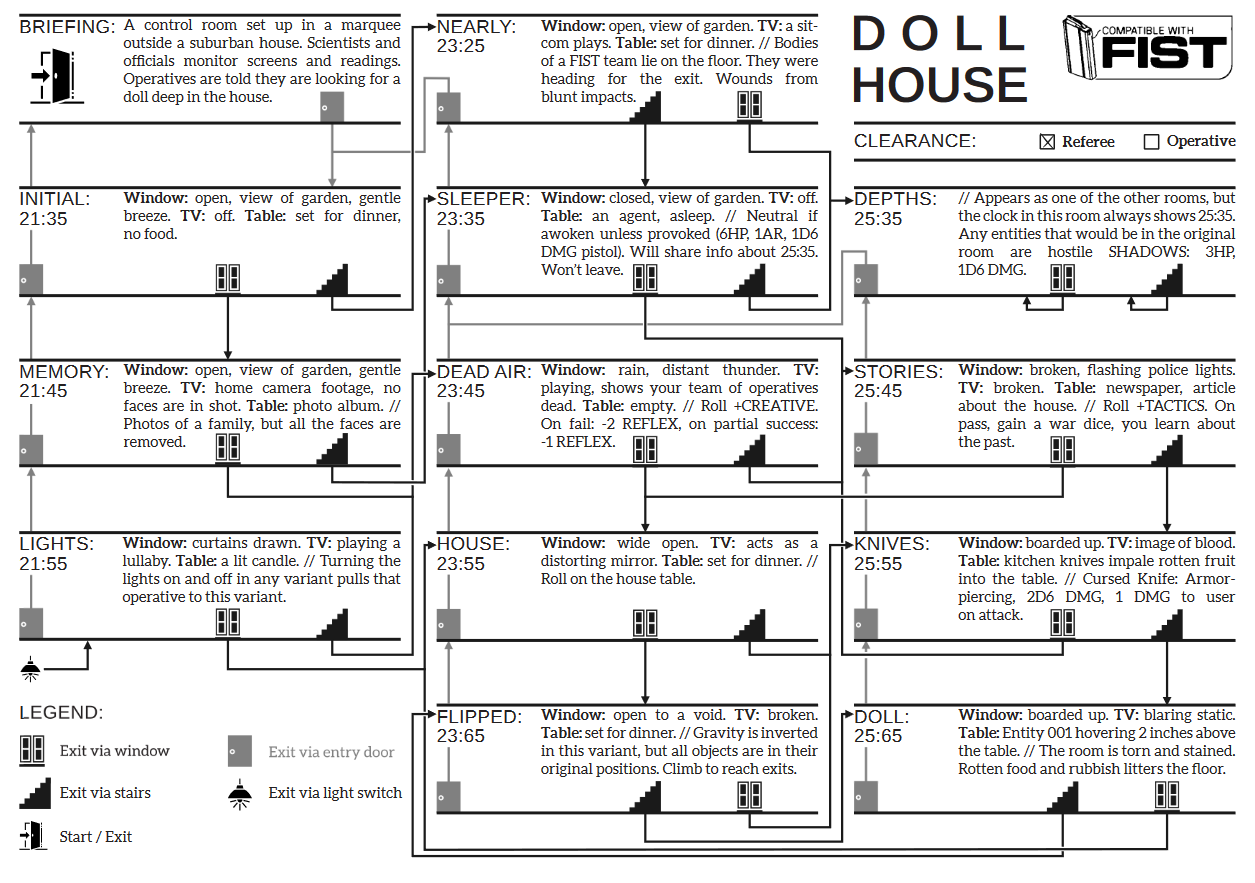 BRIEFING:
A control room set up in a marquee
outside a suburban house. Scientists and
officials monitor screens and readings.
Operatives are told they are looking for a
doll deep in the house.
NEARLY:
23:25
Window: open, view of garden. TV: a sit-
com plays. Table: set for dinner. // Bodies
of a FIST team lie on the floor. They were
heading for the exit. Wounds from
blunt impacts.
DOLL
HOUSE
COMPATIBLE WITH
FIST
CLEARANCE:
Referee
Operative
INITIAL:
21:35
Window: open, view of garden, gentle
breeze. TV: off. Table: set for dinner,
no food.
SLEEPER:
23:35
Window: closed, view of garden. TV: off.
Table: an agent, asleep. // Neutral if
awoken unless provoked (6HP, 1AR, 1D6
DMG pistol). Will share info about 25:35.
Won't leave.
DEPTHS:
25:35
// Appears as one of the other rooms, but
the clock in this room always shows 25:35.
Any entities that would be in the original
room are hostile SHADOWS: 3HP,
1D6 DMG.
MEMORY:
21:45
Window: open, view of garden, gentle
breeze. TV: home camera footage, no
faces are in shot. Table: photo album. //
Photos of a family, but all the faces are
removed.
DEAD AIR:
23:45
Window: rain, distant thunder. TV:
playing, shows your team of operatives
dead. Table: empty. // Roll +CREATIVE.
On fail: -2 REFLEX, on partial success:
-1 REFLEX.
STORIES:
25:45
Window: broken, flashing police lights.
TV: broken. Table: newspaper, article
about the house. // Roll +TACTICS. On
pass, gain a war dice, you learn about
the past.
LIGHTS:
21:55
Window: curtains drawn. TV: playing a
lullaby. Table: a lit candle. // Turning the
lights on and off in any variant pulls that
operative to this variant.
HOUSE:
23:55
Window: wide open. TV: acts as a
distorting mirror. Table: set for dinner. //
Roll on the house table.
KNIVES:
25:55
Window: boarded up. TV: image of blood.
Table: kitchen knives impale rotten fruit
into the table. // Cursed Knife: Armor-
piercing, 2D6 DMG, 1 DMG to user
on attack.
LEGEND:
Exit via window
Exit via entry door
Exit via stairs
Exit via light switch
Start / Exit
FLIPPED:
23:65
Window: open to a void. TV: broken.
Table: set for dinner. // Gravity is inverted
in this variant, but all objects are in their
original positions. Climb to reach exits.
DOLL:
25:65
Window: boarded up. TV: blaring static.
Table: Entity 001 hovering 2 inches above
the table. // The room is torn and stained.
Rotten food and rubbish litters the floor.